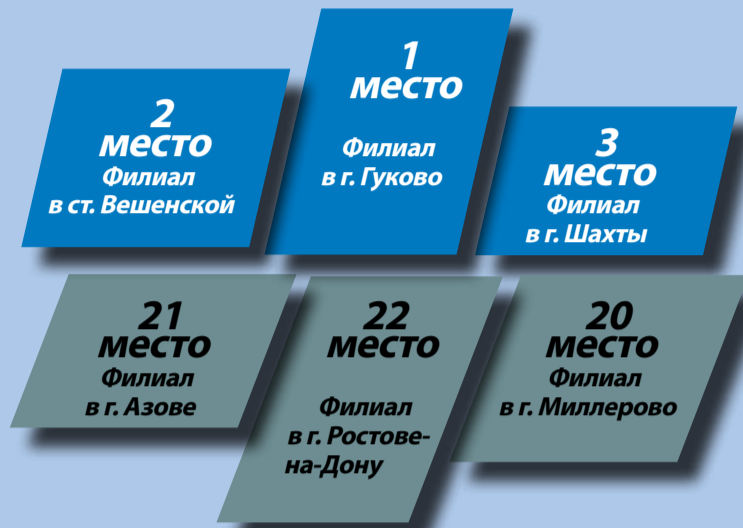 1
место
Филиал
в г. Гуково
2
место
Филиал
в ст. Вешенской
3
место
Филиал
в г. Шахты
21
место
Филиал
в г. Азове
22
место
Филиал
в г. Ростове-
на-Дону
20
место
Филиал
в г. Миллерово